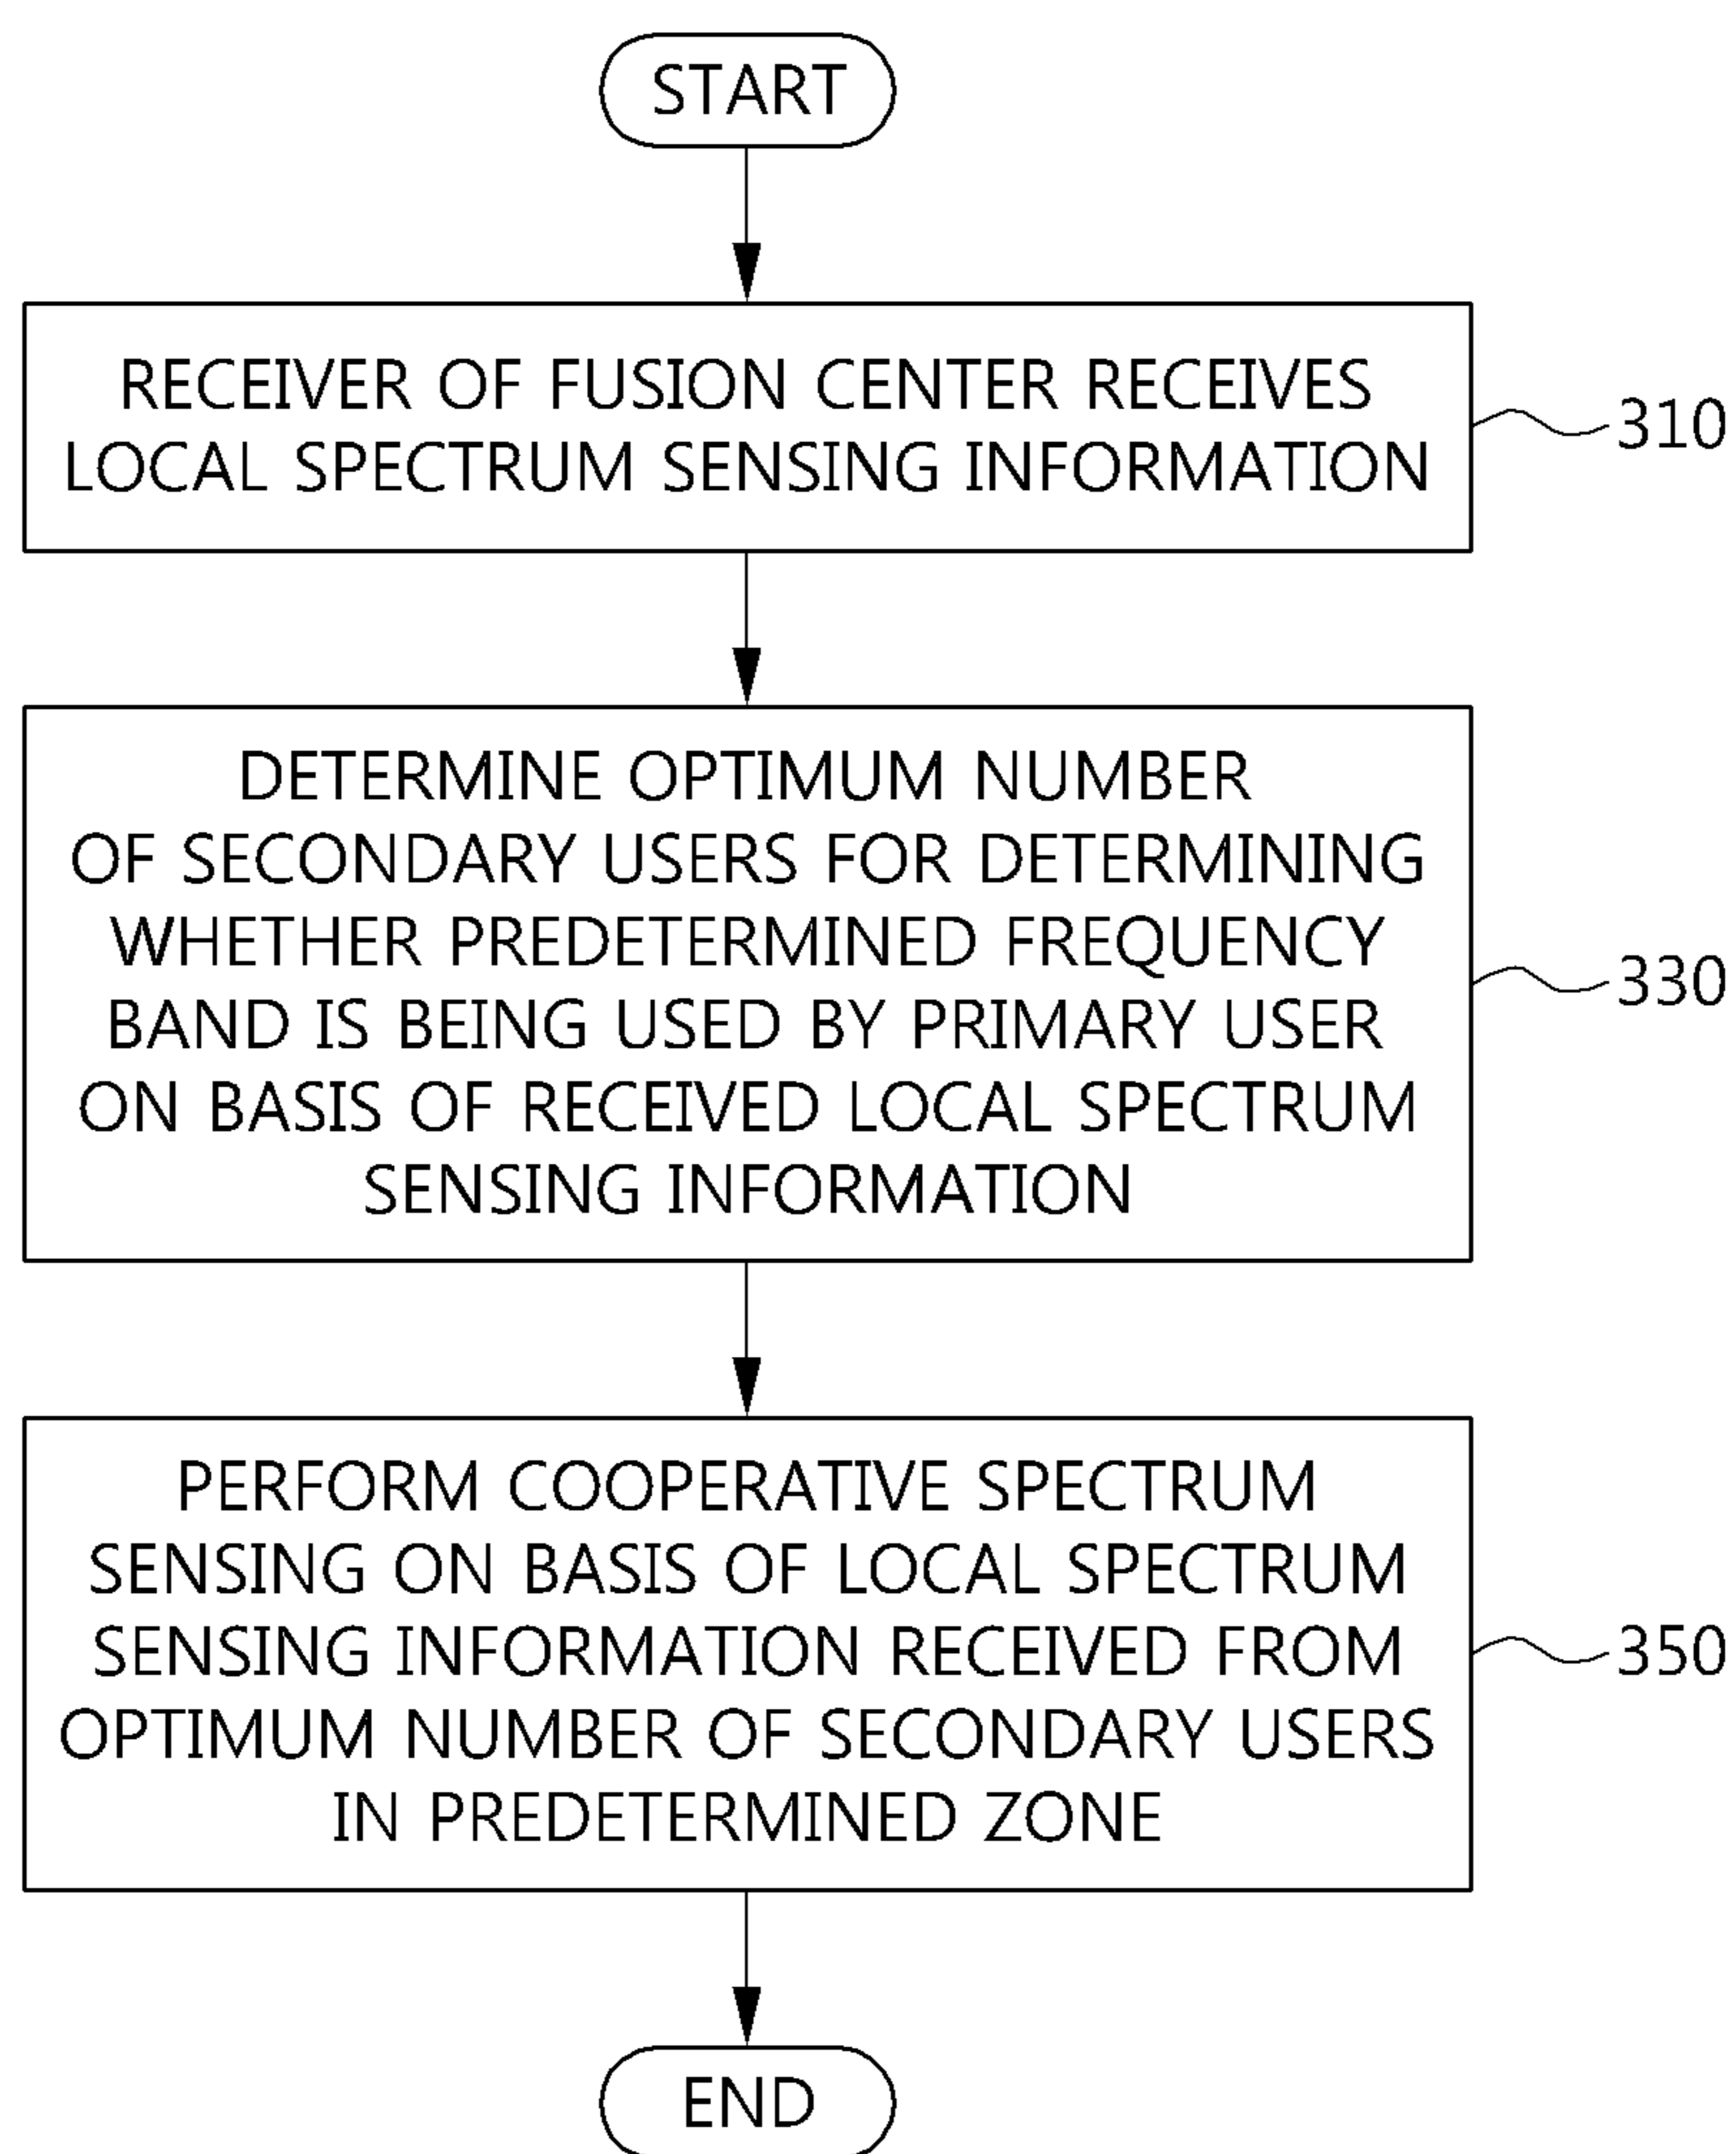 START
RECEIVER OF FUSION CENTER RECEIVES
LOCAL SPECTRUM SENSING INFORMATION
310
DETERMINE OPTIMUM NUMBER
OF SECONDARY USERS FOR DETERMINING
WHETHER PREDETERMINED FREQUENCY
BAND IS BEING USED BY PRIMARY USER
ON BASIS OF RECEIVED LOCAL SPECTRUM
SENSING INFORMATION
330
PERFORM COOPERATIVE SPECTRUM
SENSING ON BASIS OF LOCAL SPECTRUM
SENSING INFORMATION RECEIVED FROM
OPTIMUM NUMBER OF SECONDARY USERS
IN PREDETERMINED ZONE
350
END